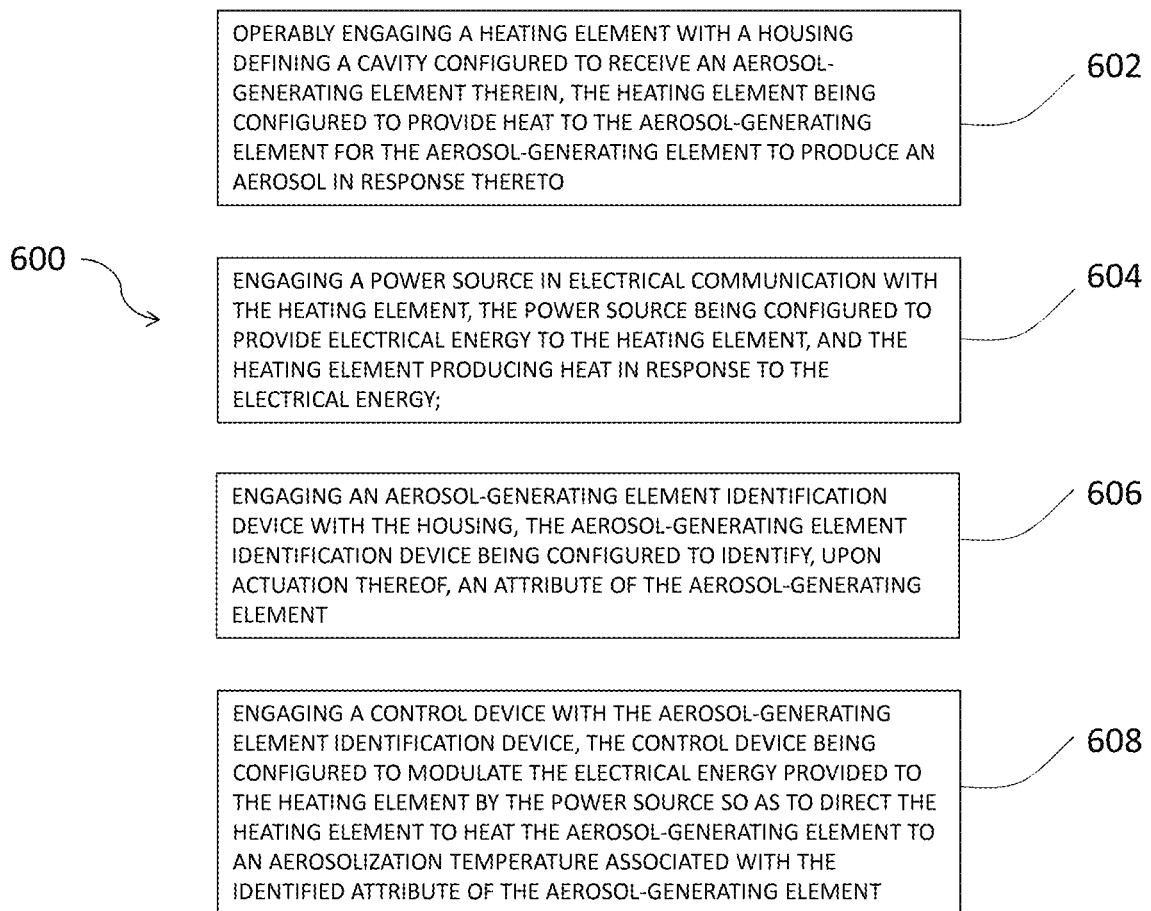 OPERABLY ENGAGING A HEATING ELEMENT WITH A HOUSING
DEFINING A CAVITY CONFIGURED TO RECEIVE AN AEROSOL-
GENERATING ELEMENT THEREIN, THE HEATING ELEMENT BEING
CONFIGURED TO PROVIDE HEAT TO THE AEROSOL-GENERATING
ELEMENT FOR THE AEROSOL-GENERATING ELEMENT TO PRODUCE AN
AEROSOL IN RESPONSE THERETO
602
600
ENGAGING A POWER SOURCE IN ELECTRICAL COMMUNICATION WITH
THE HEATING ELEMENT, THE POWER SOURCE BEING CONFIGURED TO
PROVIDE ELECTRICAL ENERGY TO THE HEATING ELEMENT, AND THE
HEATING ELEMENT PRODUCING HEAT IN RESPONSE TO THE
ELECTRICAL ENERGY;
604
ENGAGING AN AEROSOL-GENERATING ELEMENT IDENTIFICATION
DEVICE WITH THE HOUSING, THE AEROSOL-GENERATING ELEMENT
IDENTIFICATION DEVICE BEING CONFIGURED TO IDENTIFY, UPON
ACTUATION THEREOF, AN ATTRIBUTE OF THE AEROSOL-GENERATING
ELEMENT
606
ENGAGING A CONTROL DEVICE WITH THE AEROSOL-GENERATING
ELEMENT IDENTIFICATION DEVICE, THE CONTROL DEVICE BEING
CONFIGURED TO MODULATE THE ELECTRICAL ENERGY PROVIDED TO
THE HEATING ELEMENT BY THE POWER SOURCE SO AS TO DIRECT THE
HEATING ELEMENT TO HEAT THE AEROSOL-GENERATING ELEMENT TO
AN AEROSOLIZATION TEMPERATURE ASSOCIATED WITH THE
IDENTIFIED ATTRIBUTE OF THE AEROSOL-GENERATING ELEMENT
608